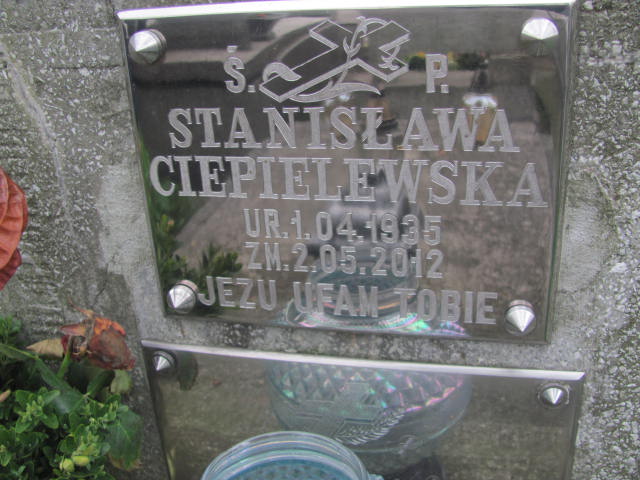 Ś. P.
STANISŁAWA
CIEPIELEWSKA
UR.1.04.1935
ZM.2.05.2012
JEZU UFAM TOBIE